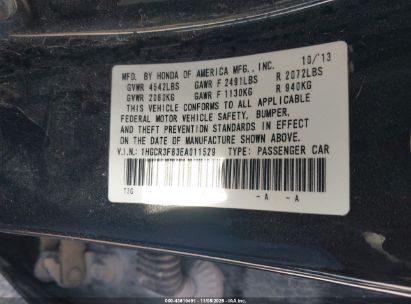 MFD. BY HONDA OF AMERICA MFG., INC. 10/'13
GVWR 4542LBS GAWR F 2491LBS R 2072LBS
GVWR 2060KG GAWR F 1130KG R 940KG
THIS VEHICLE CONFORMS TO ALL APPLICABLE
FEDERAL MOTOR VEHICLE SAFETY, BUMPER,
AND THEFT PREVENTION STANDARDS IN EFFECT
ON THE DATE OF MANUFACTURE SHOWN ABOVE.
V.I.N.: 1HGCR3F83EA011529 TYPE: PASSENGER CAR
- A - A